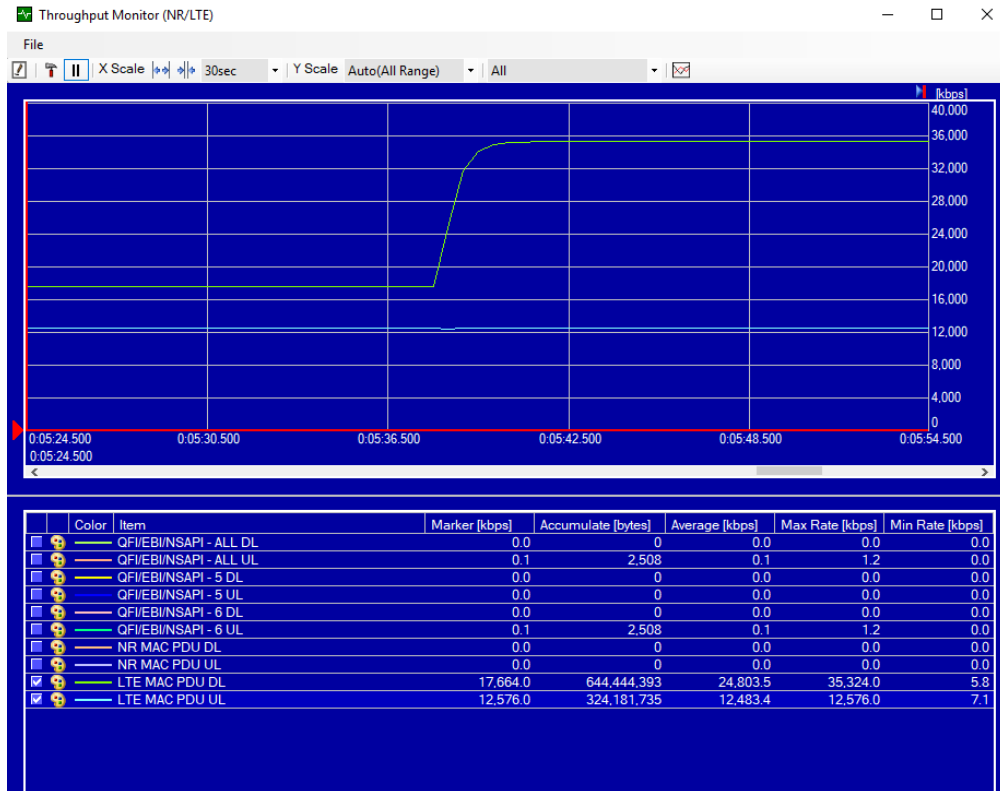 Throughput Monitor (NR/LTE)
File
X Scale 30sec Y Scale Auto(All Range) All
[kbps]
40,000
36,000
32,000
28,000
24,000
20,000
16,000
12,000
8,000
4,000
0
0:05:24.500 0:05:30.500 0:05:36.500 0:05:42.500 0:05:48.500 0:05:54.500
0:05:24.500
Color Item Marker [kbps] Accumulate [bytes] Average [kbps] Max Rate [kbps] Min Rate [kbps]
QFI/EBI/NSAPI - ALL DL 0.0 0 0.0 0.0 0.0
QFI/EBI/NSAPI - ALL UL 0.1 2,508 0.1 1.2 0.0
QFI/EBI/NSAPI - 5 DL 0.0 0 0.0 0.0 0.0
QFI/EBI/NSAPI - 5 UL 0.0 0 0.0 0.0 0.0
QFI/EBI/NSAPI - 6 DL 0.0 0 0.0 0.0 0.0
QFI/EBI/NSAPI - 6 UL 0.1 2,508 0.1 1.2 0.0
NR MAC PDU DL 0.0 0 0.0 0.0 0.0
NR MAC PDU UL 0.0 0 0.0 0.0 0.0
LTE MAC PDU DL 17,664.0 644,444,393 24,803.5 35,324.0 5.8
LTE MAC PDU UL 12,576.0 324,181,735 12,483.4 12,576.0 7.1